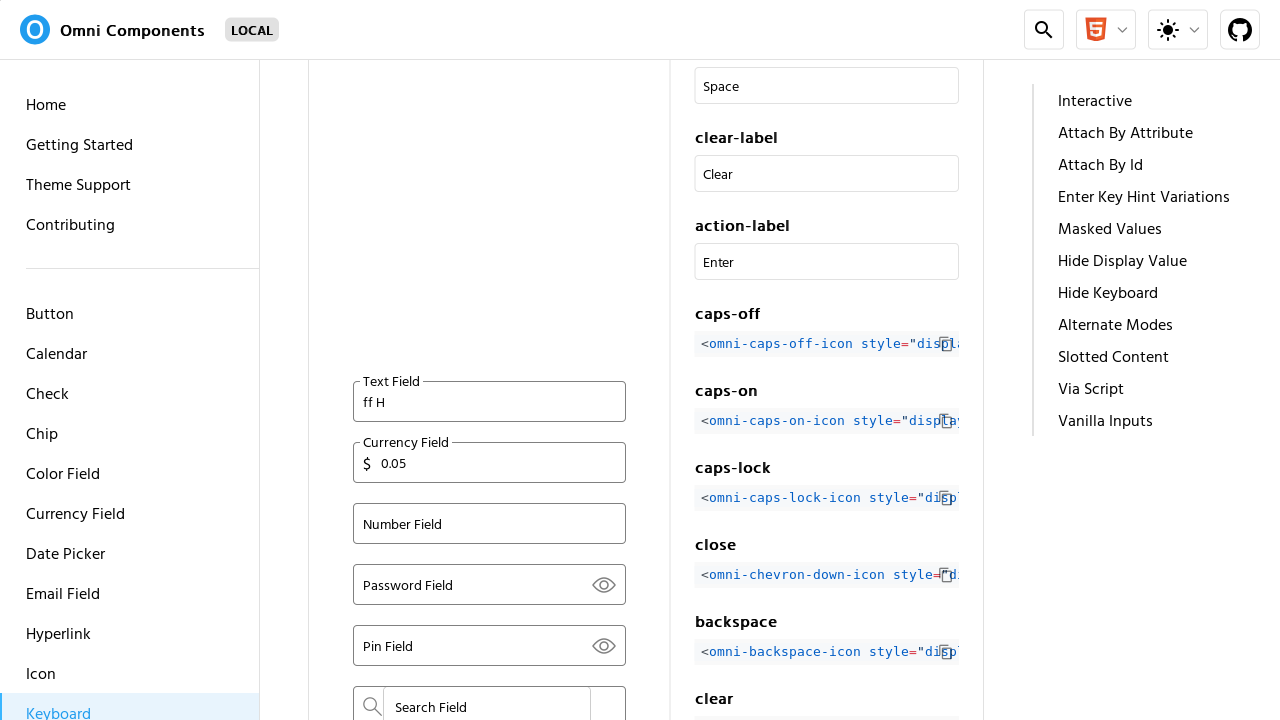 Omni Components
LOCAL
Home
Getting Started
Theme Support
Contributing
Button
Calendar
Check
Chip
Color Field
Currency Field
Date Picker
Email Field
Hyperlink
Icon
Keyboard
Text Field
ff H
Currency Field
$ 0.05
Number Field
Password Field
Pin Field
Search Field
Space
clear-label
Clear
action-label
Enter
caps-off
<omni-caps-off-icon style="displa
caps-on
<omni-caps-on-icon style="display
caps-lock
<omni-caps-lock-icon style="displ
close
<omni-chevron-down-icon style="di
backspace
<omni-backspace-icon style="displ
clear
Interactive
Attach By Attribute
Attach By Id
Enter Key Hint Variations
Masked Values
Hide Display Value
Hide Keyboard
Alternate Modes
Slotted Content
Via Script
Vanilla Inputs